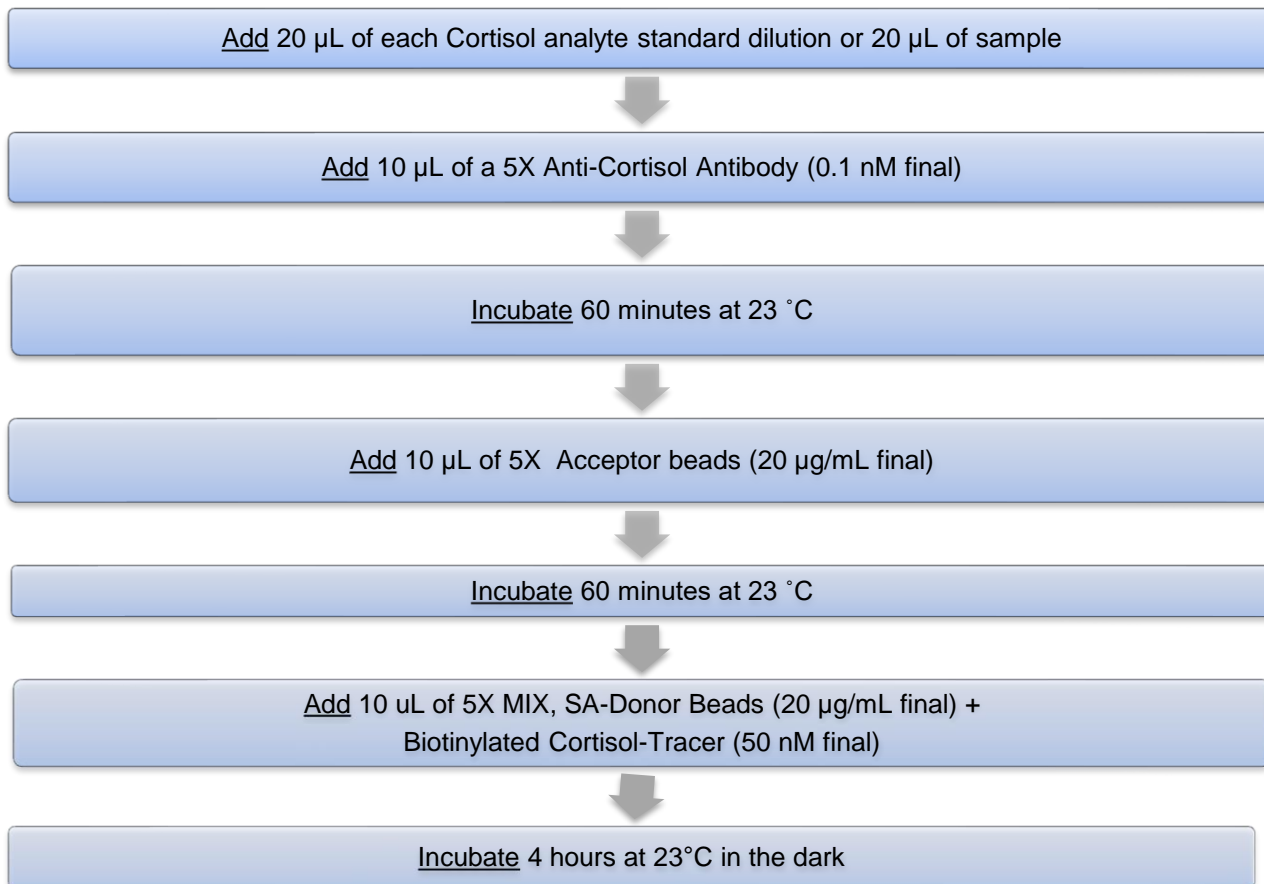 Add 20 µL of each Cortisol analyte standard dilution or 20 µL of sample
Add 10 µL of a 5X Anti-Cortisol Antibody (0.1 nM final)
Incubate 60 minutes at 23 ˚C
Add 10 µL of 5X  Acceptor beads (20 µg/mL final)
Incubate 60 minutes at 23 ˚C
Add 10 uL of 5X MIX, SA-Donor Beads (20 µg/mL final) +
Biotinylated Cortisol-Tracer (50 nM final)
Incubate 4 hours at 23°C in the dark